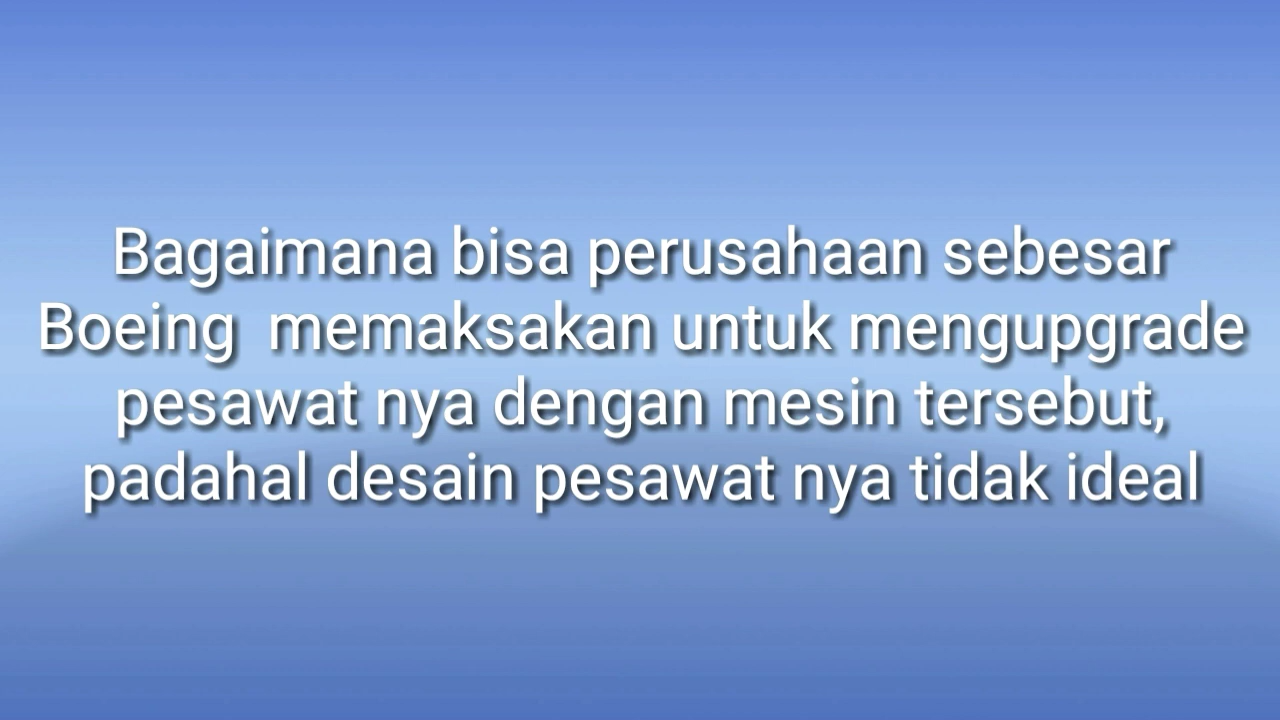 Bagaimana bisa perusahaan sebesar
Boeing  memaksakan untuk mengupgrade
pesawat nya dengan mesin tersebut,
padahal desain pesawat nya tidak ideal